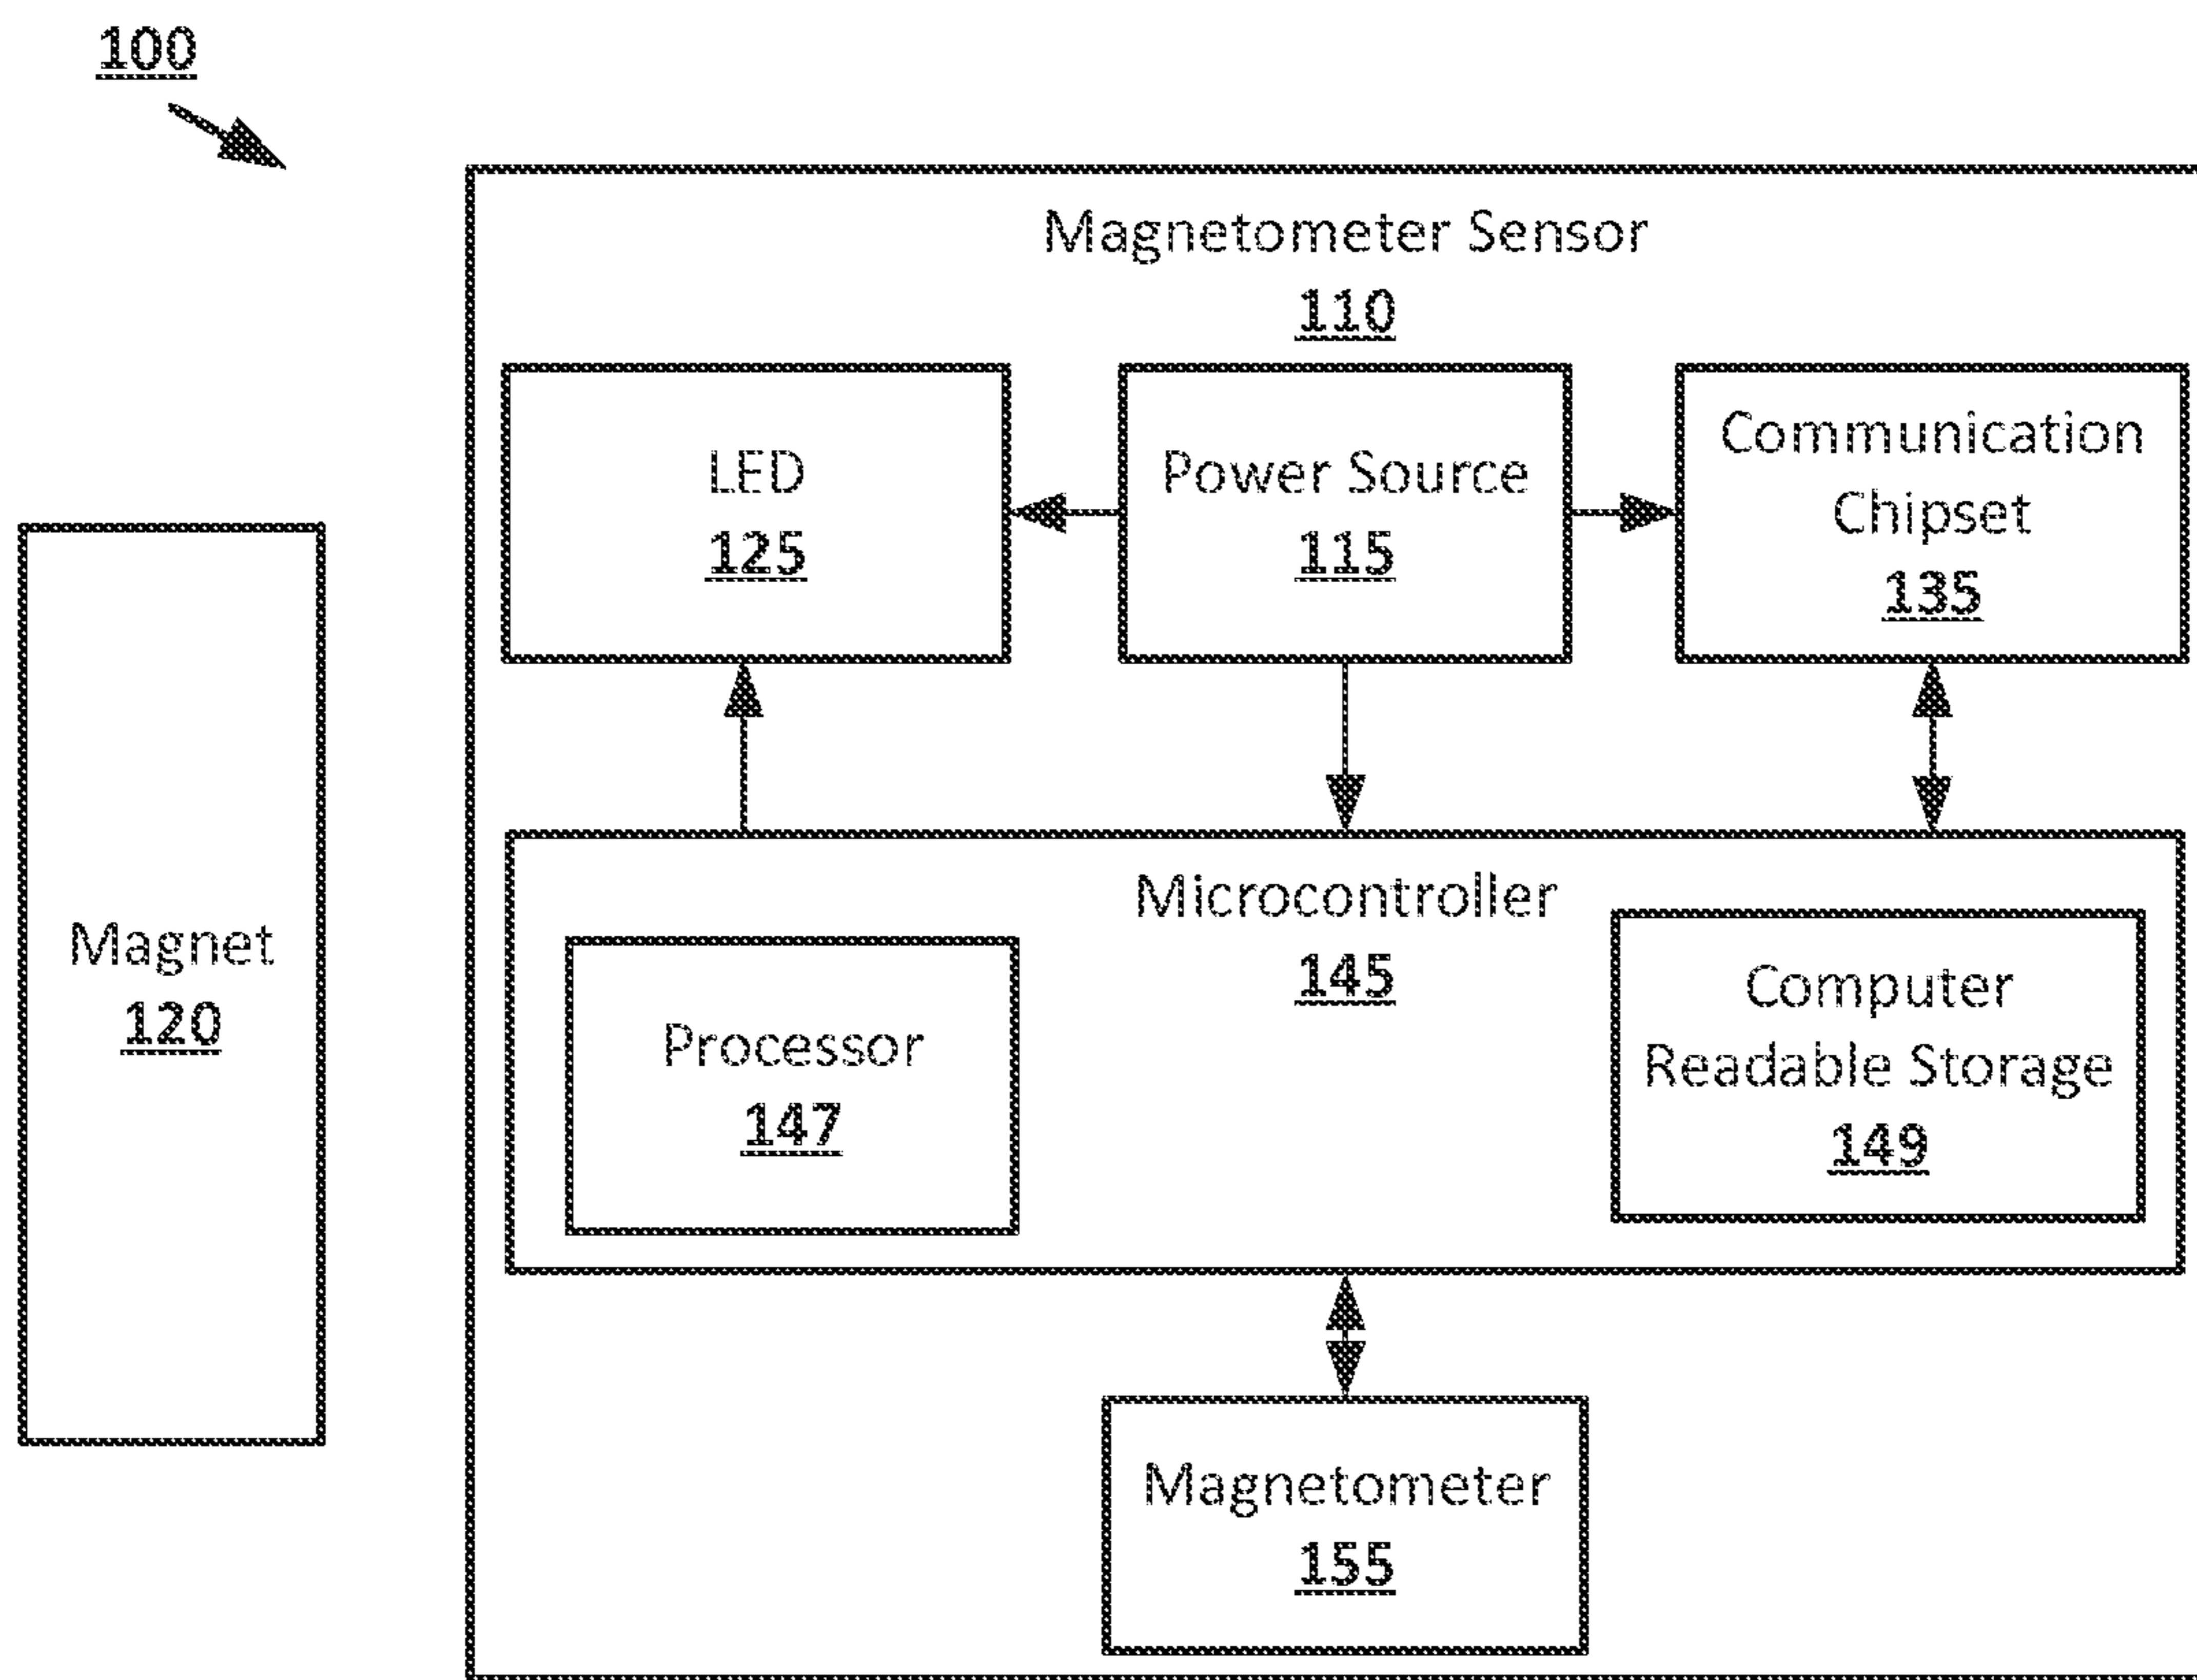 100
Magnetometer Sensor
110
LED
125
Power Source
115
Communication
Chipset
135
Magnet
120
Microcontroller
145
Processor
147
Computer
Readable Storage
149
Magnetometer
155